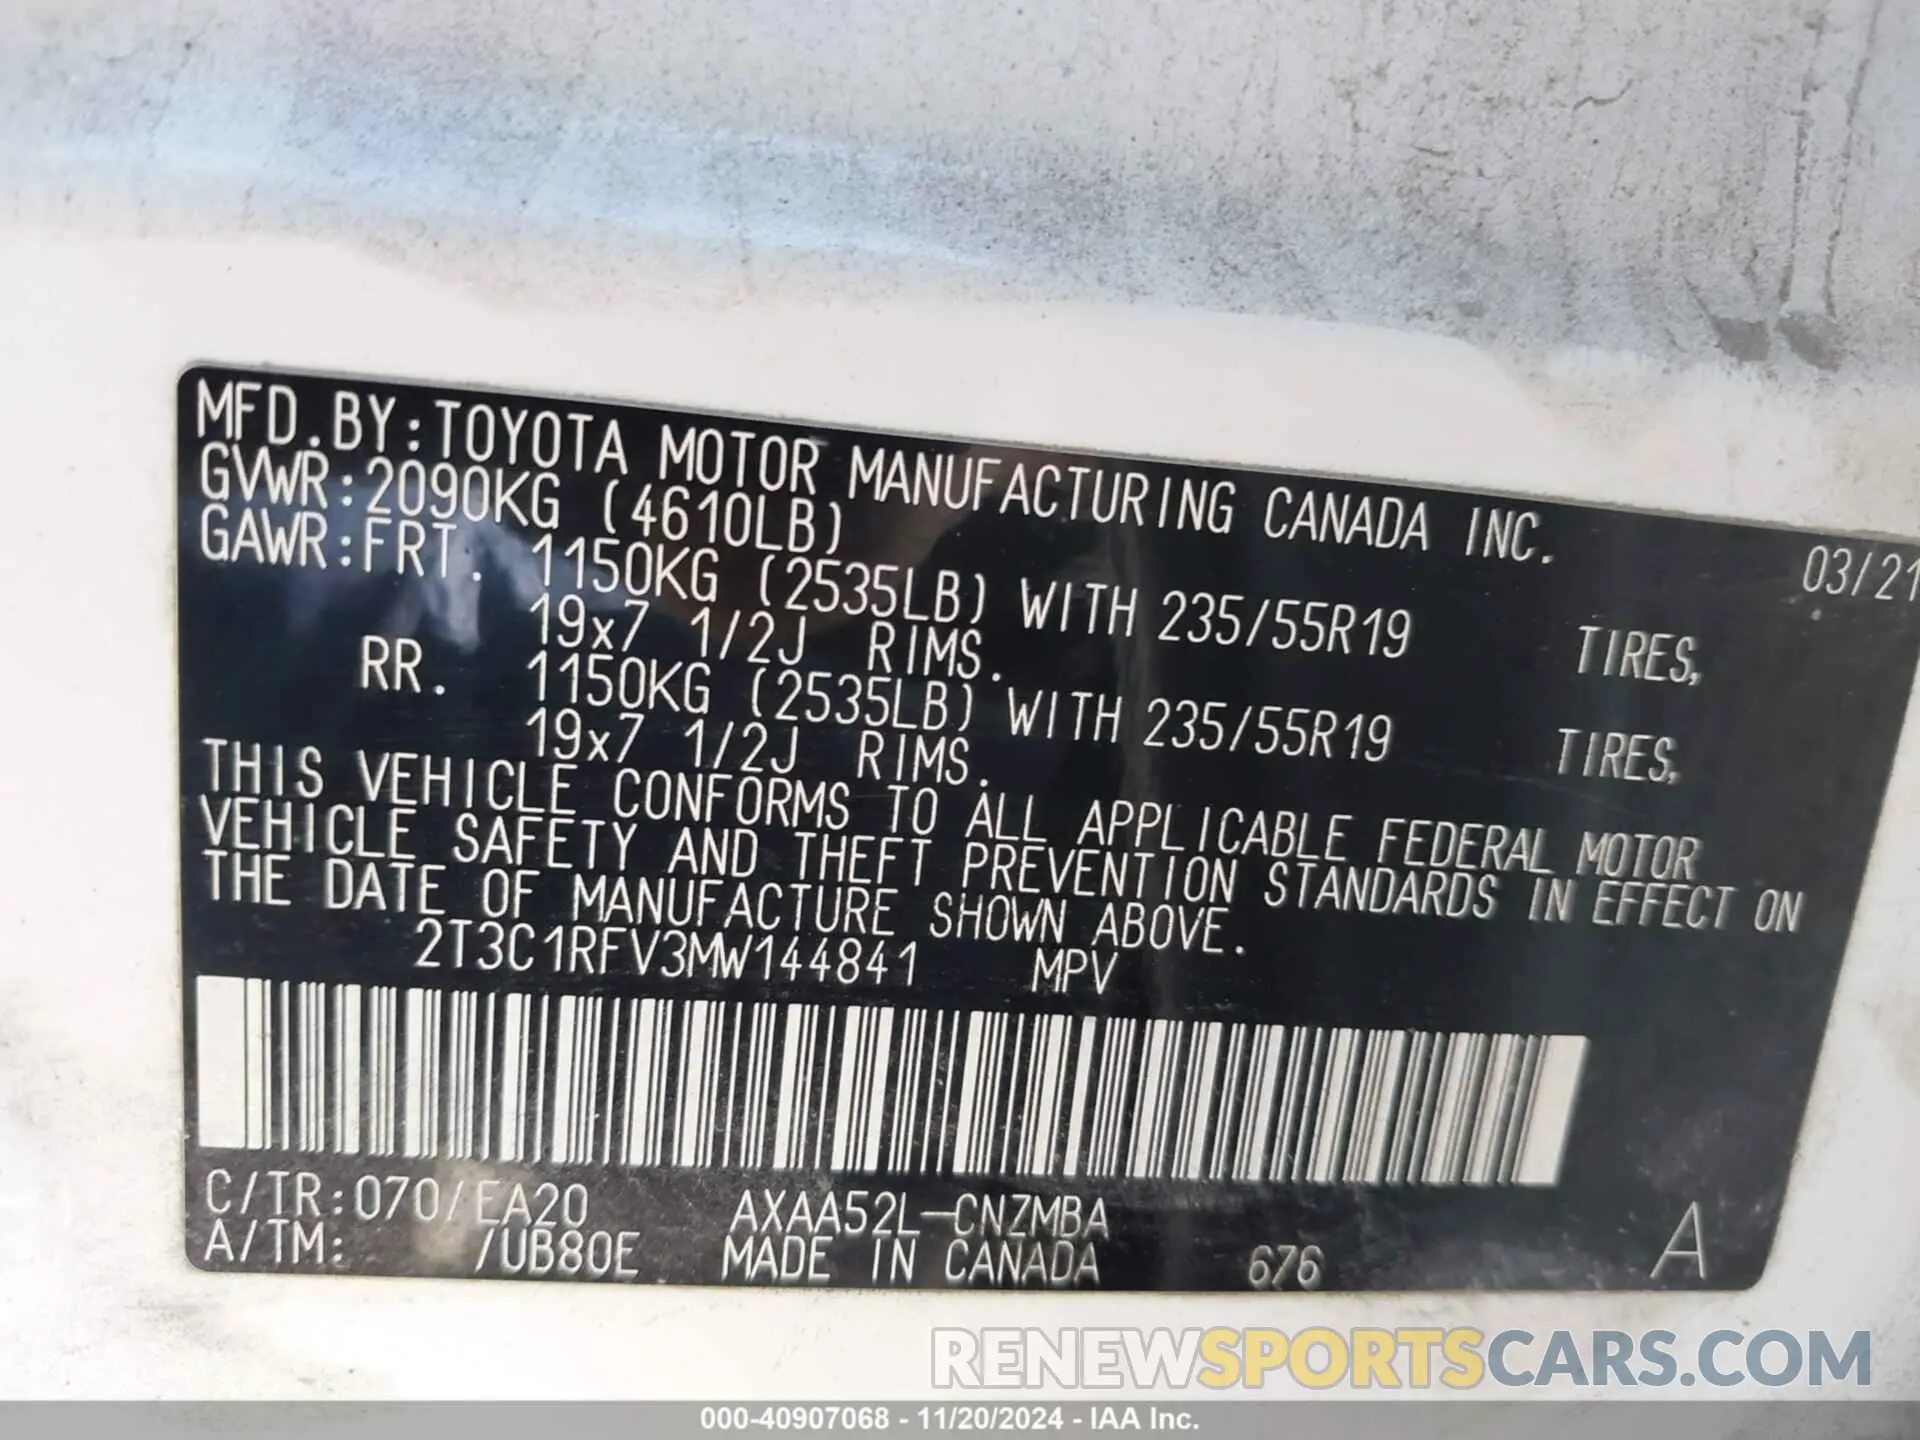 MFD.BY:TOYOTA MOTOR MANUFACTURING CANADA INC. 03/21
GVWR:2090KG (4610LB)
GAWR:FRT. 1150KG (2535LB) WITH 235/55R19 TIRES,
19x7 1/2J RIMS.
RR. 1150KG (2535LB) WITH 235/55R19 TIRES,
19x7 1/2J RIMS.
THIS VEHICLE CONFORMS TO ALL APPLICABLE FEDERAL MOTOR
VEHICLE SAFETY AND THEFT PREVENTION STANDARDS IN EFFECT ON
THE DATE OF MANUFACTURE SHOWN ABOVE.
2T3C1RFV3MW144841 MPV
C/TR:070/EA20 AXAA52L-CNZMBA
A/TM: /UB80E MADE IN CANADA 676 A
RENEWSPORTSCARS.COM
000-40907068 - 11/20/2024 - IAA Inc.